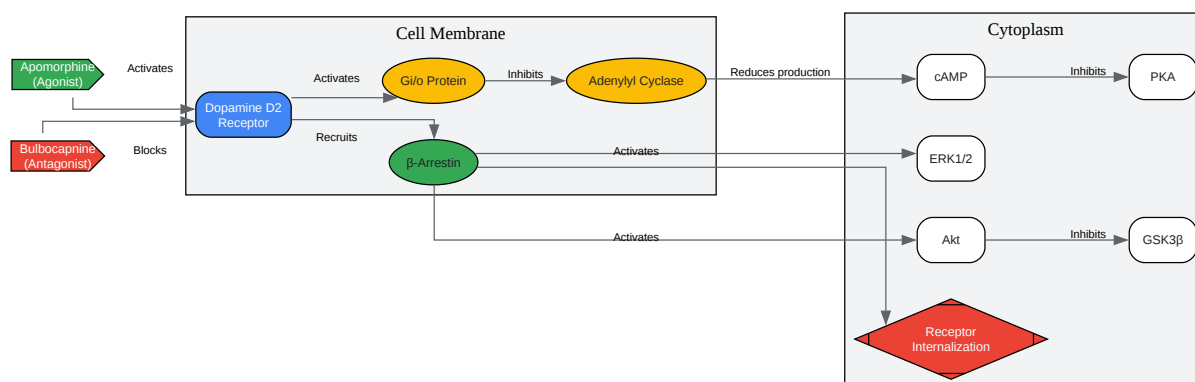 Cell Membrane
Cytoplasm
Apomorphine
(Agonist)
Activates
Bulbocapnine
(Antagonist)
Blocks
Dopamine D2
Receptor
Activates
Gi/o Protein
Inhibits
Adenylyl Cyclase
Reduces production
cAMP
Inhibits
PKA
Recruits
β-Arrestin
Activates
ERK1/2
Activates
Akt
Inhibits
GSK3β
Receptor
Internalization